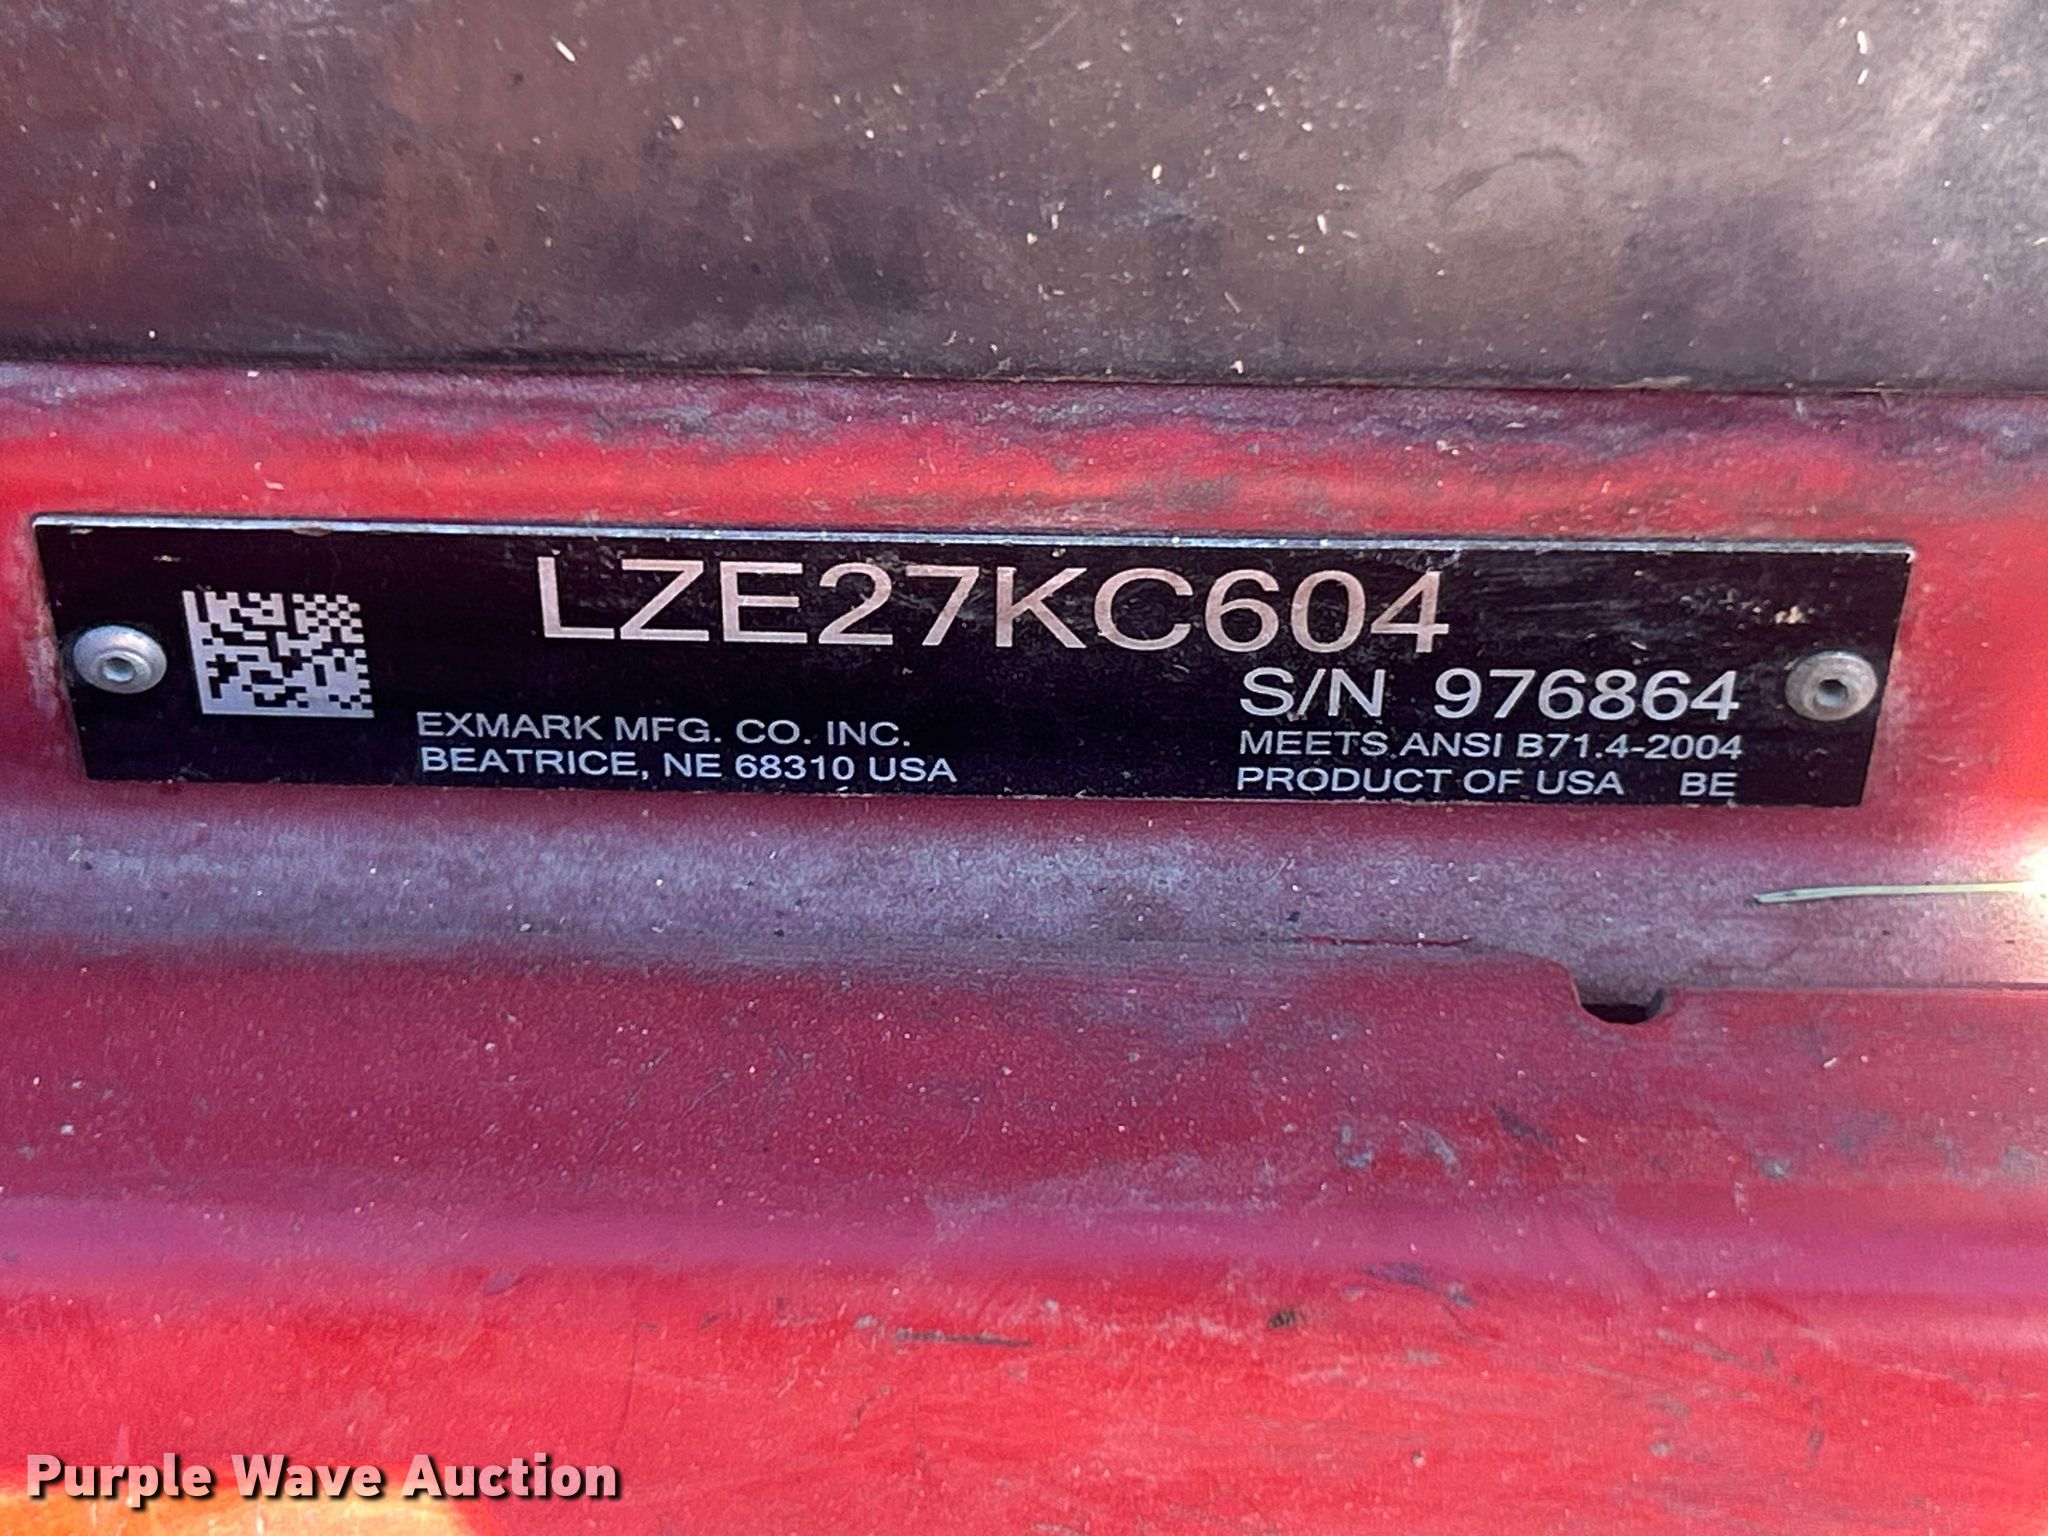 LZE27KC604
S/N 976864
EXMARK MFG. CO. INC.
BEATRICE, NE 68310 USA
MEETS ANSI B71.4-2004
PRODUCT OF USA BE
Purple Wave Auction